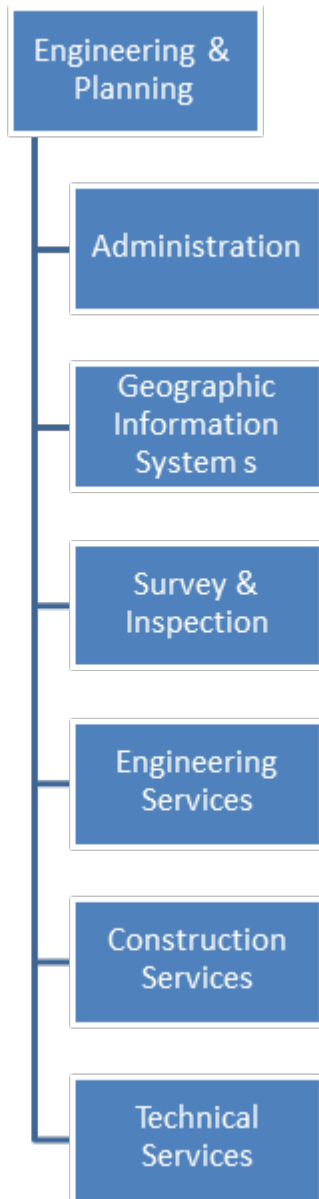 Engineering &
Planning
Administration
Geographic
Information
System s
Survey &
Inspection
Engineering
Services
Construction
Services
Technical
Services